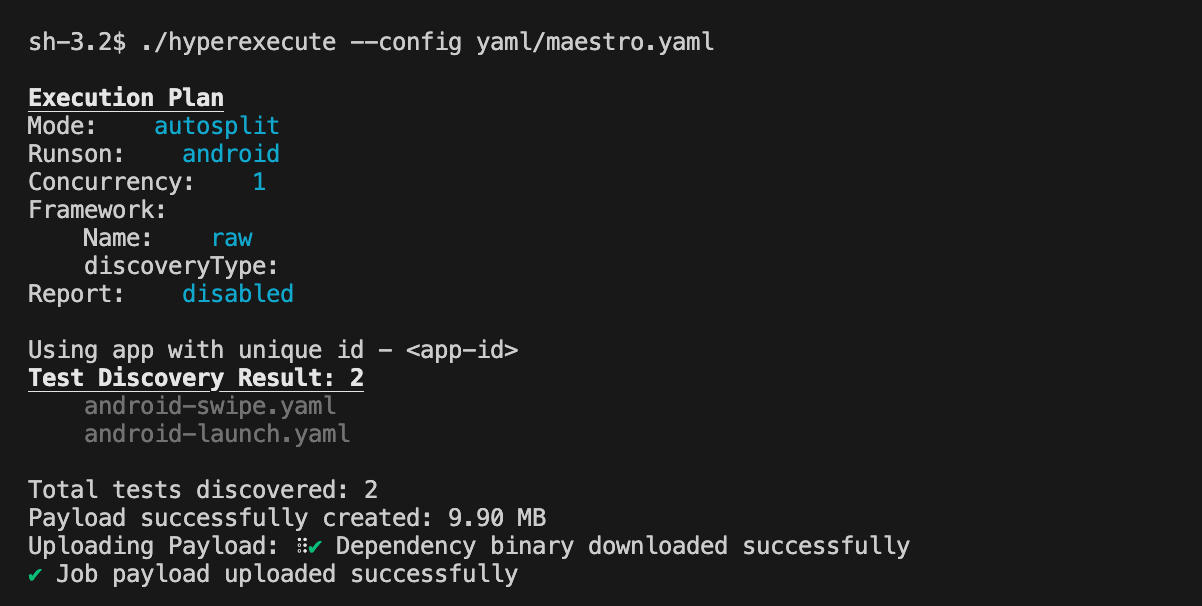 sh-3.2$ ./hyperexecute --config yaml/maestro.yaml
Execution Plan
Mode: autosplit
Runson: android
Concurrency: 1
Framework:
Name: raw
discoveryType:
Report: disabled
Using app with unique id - <app-id>
Test Discovery Result: 2
android-swipe.yaml
android-launch.yaml
Total tests discovered: 2
Payload successfully created: 9.90 MB
Uploading Payload: ⣽✔ Dependency binary downloaded successfully
✔ Job payload uploaded successfully